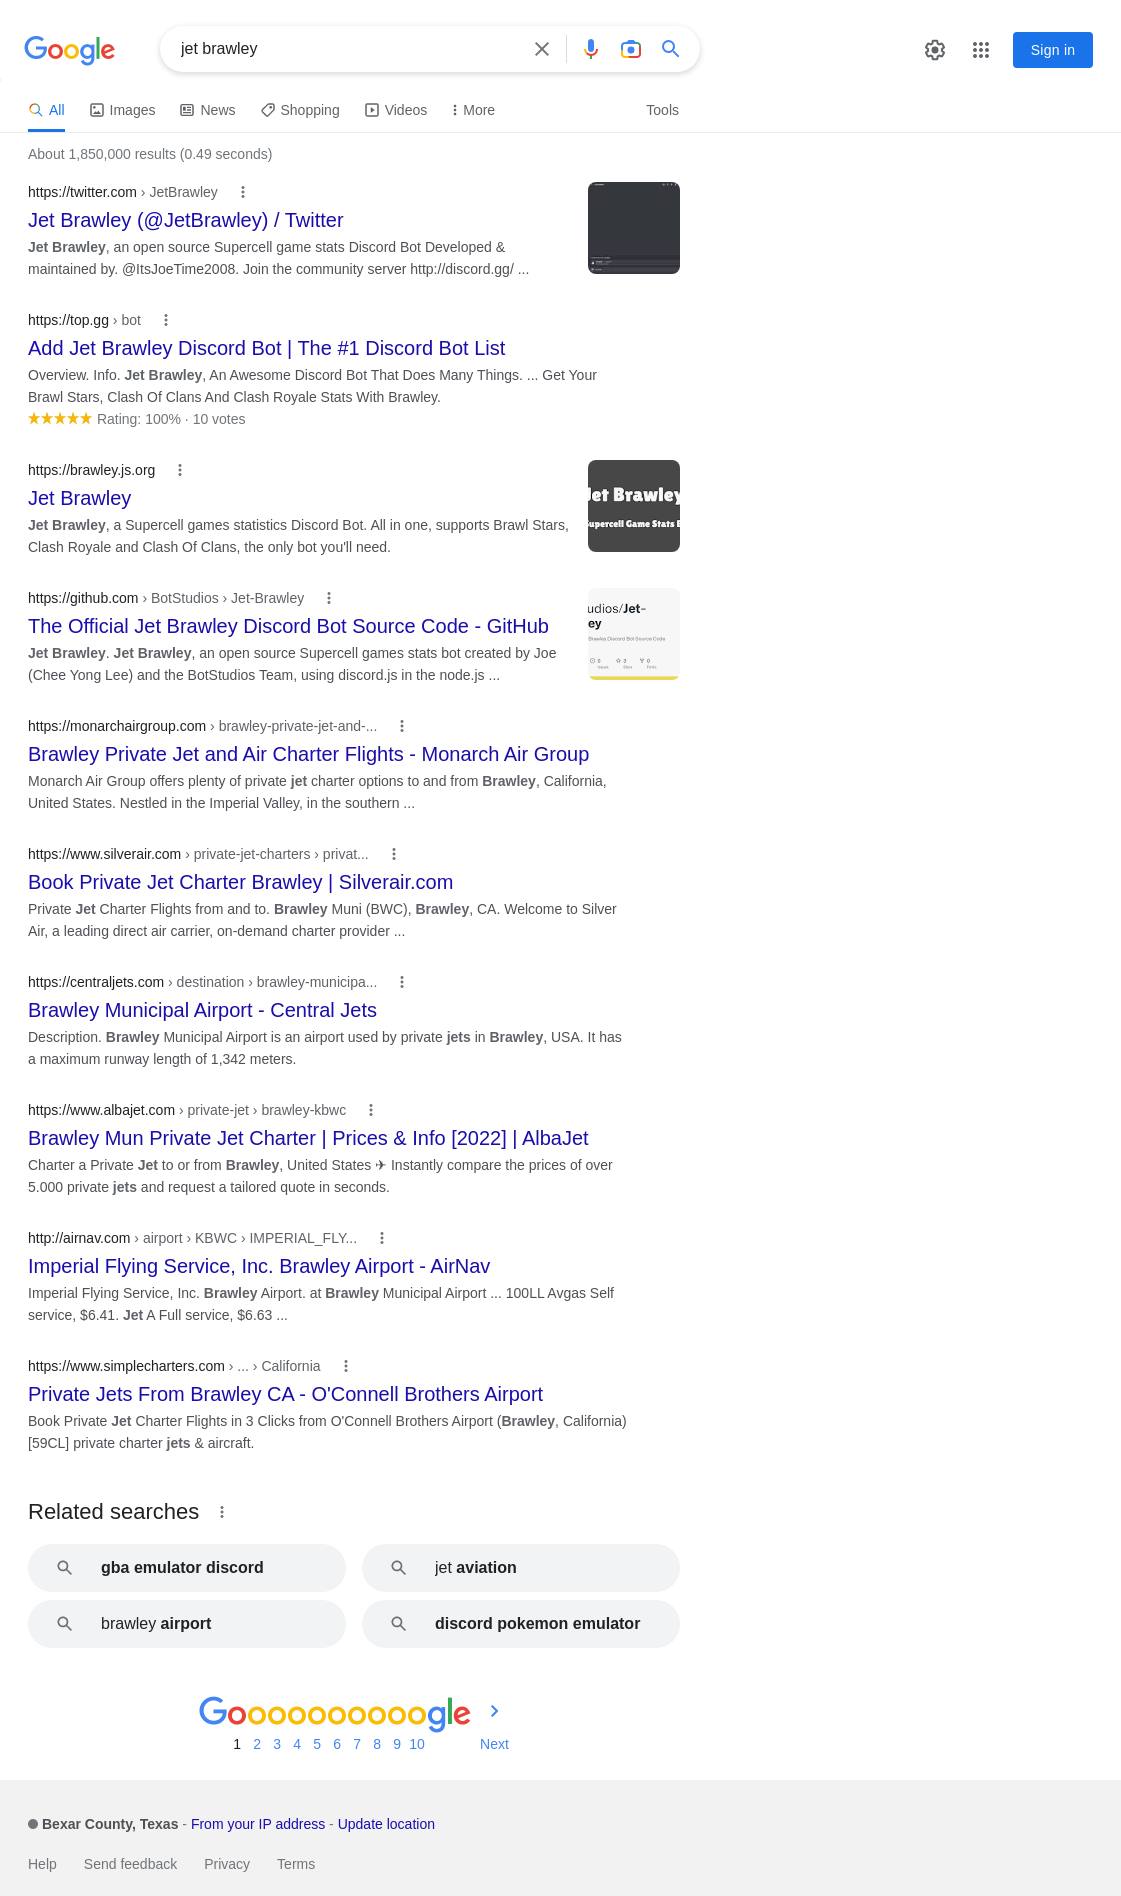 Google
jet brawley
Sign in
All
Images
News
Shopping
Videos
More
Tools
About 1,850,000 results (0.49 seconds)
https://twitter.com › JetBrawley
Jet Brawley (@JetBrawley) / Twitter
Jet Brawley, an open source Supercell game stats Discord Bot Developed &
maintained by. @ItsJoeTime2008. Join the community server http://discord.gg/ ...
https://top.gg › bot
Add Jet Brawley Discord Bot | The #1 Discord Bot List
Overview. Info. Jet Brawley, An Awesome Discord Bot That Does Many Things. ... Get Your
Brawl Stars, Clash Of Clans And Clash Royale Stats With Brawley.
★★★★★ Rating: 100% · 10 votes
https://brawley.js.org
Jet Brawley
Jet Brawley, a Supercell games statistics Discord Bot. All in one, supports Brawl Stars,
Clash Royale and Clash Of Clans, the only bot you'll need.
Jet Brawley
Supercell Game Stats
https://github.com › BotStudios › Jet-Brawley
The Official Jet Brawley Discord Bot Source Code - GitHub
Jet Brawley. Jet Brawley, an open source Supercell games stats bot created by Joe
(Chee Yong Lee) and the BotStudios Team, using discord.js in the node.js ...
udios/Jet-
ey
Brawley Discord Bot Source Code
https://monarchairgroup.com › brawley-private-jet-and-...
Brawley Private Jet and Air Charter Flights - Monarch Air Group
Monarch Air Group offers plenty of private jet charter options to and from Brawley, California,
United States. Nestled in the Imperial Valley, in the southern ...
https://www.silverair.com › private-jet-charters › privat...
Book Private Jet Charter Brawley | Silverair.com
Private Jet Charter Flights from and to. Brawley Muni (BWC), Brawley, CA. Welcome to Silver
Air, a leading direct air carrier, on-demand charter provider ...
https://centraljets.com › destination › brawley-municipa...
Brawley Municipal Airport - Central Jets
Description. Brawley Municipal Airport is an airport used by private jets in Brawley, USA. It has
a maximum runway length of 1,342 meters.
https://www.albajet.com › private-jet › brawley-kbwc
Brawley Mun Private Jet Charter | Prices & Info [2022] | AlbaJet
Charter a Private Jet to or from Brawley, United States ✈ Instantly compare the prices of over
5.000 private jets and request a tailored quote in seconds.
http://airnav.com › airport › KBWC › IMPERIAL_FLY...
Imperial Flying Service, Inc. Brawley Airport - AirNav
Imperial Flying Service, Inc. Brawley Airport. at Brawley Municipal Airport ... 100LL Avgas Self
service, $6.41. Jet A Full service, $6.63 ...
https://www.simplecharters.com › ... › California
Private Jets From Brawley CA - O'Connell Brothers Airport
Book Private Jet Charter Flights in 3 Clicks from O'Connell Brothers Airport (Brawley, California)
[59CL] private charter jets & aircraft.
Related searches
gba emulator discord
jet aviation
brawley airport
discord pokemon emulator
Goooooooooogle
1 2 3 4 5 6 7 8 9 10 Next
Bexar County, Texas - From your IP address - Update location
Help
Send feedback
Privacy
Terms